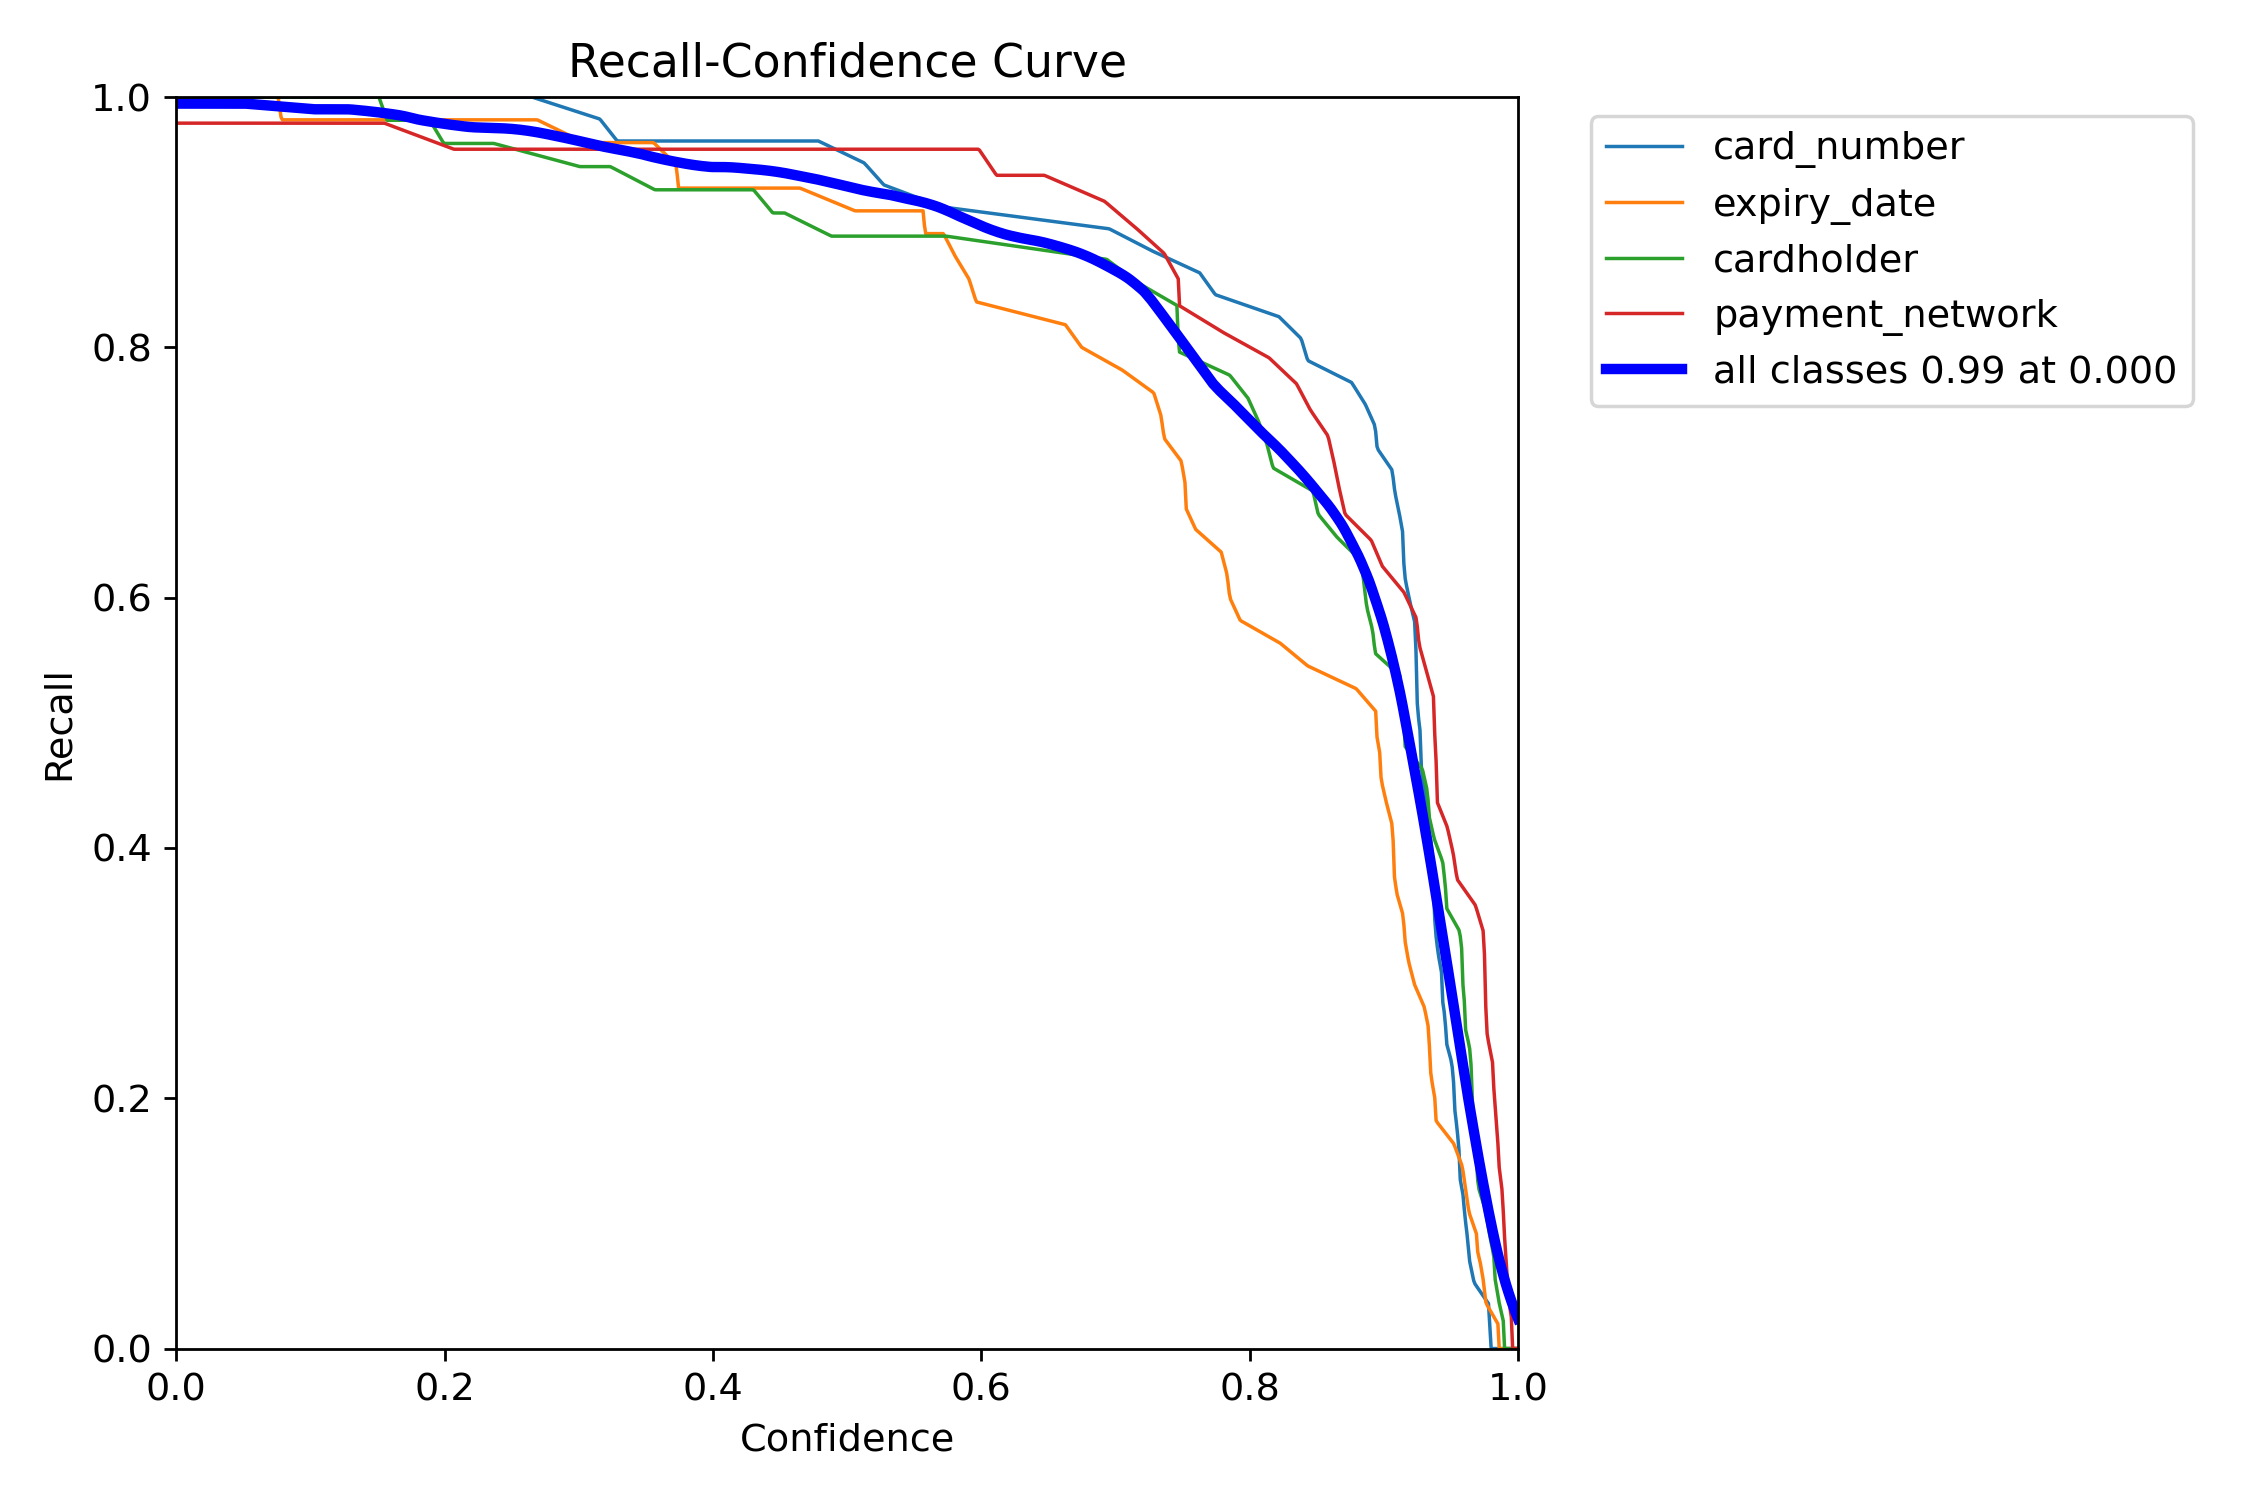 Recall-Confidence Curve
1.0
0.8
0.6
0.4
0.2
0.0
Recall
0.0 0.2 0.4 0.6 0.8 1.0
Confidence
card_number
expiry_date
cardholder
payment_network
all classes 0.99 at 0.000